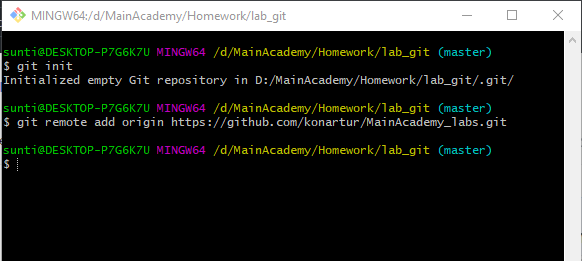 MINGW64:/d/MainAcademy/Homework/lab_git
sunti@DESKTOP-P7G6K7U MINGW64 /d/MainAcademy/Homework/lab_git (master)
$ git init
Initialized empty Git repository in D:/MainAcademy/Homework/lab_git/.git/
sunti@DESKTOP-P7G6K7U MINGW64 /d/MainAcademy/Homework/lab_git (master)
$ git remote add origin https://github.com/konartur/MainAcademy_labs.git
sunti@DESKTOP-P7G6K7U MINGW64 /d/MainAcademy/Homework/lab_git (master)
$